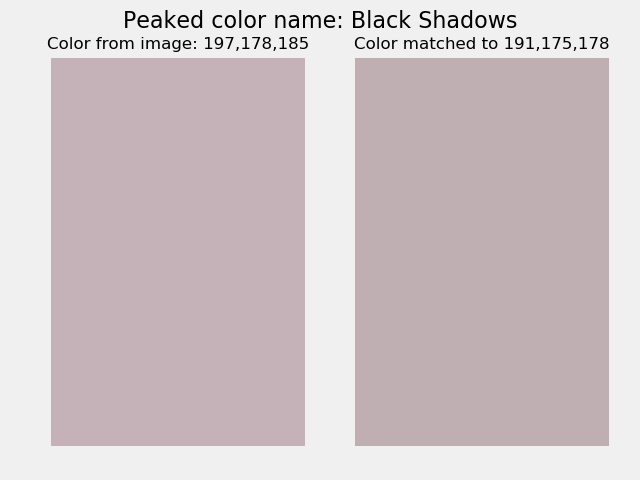 Peaked color name: Black Shadows
Color from image: 197,178,185
Color matched to 191,175,178